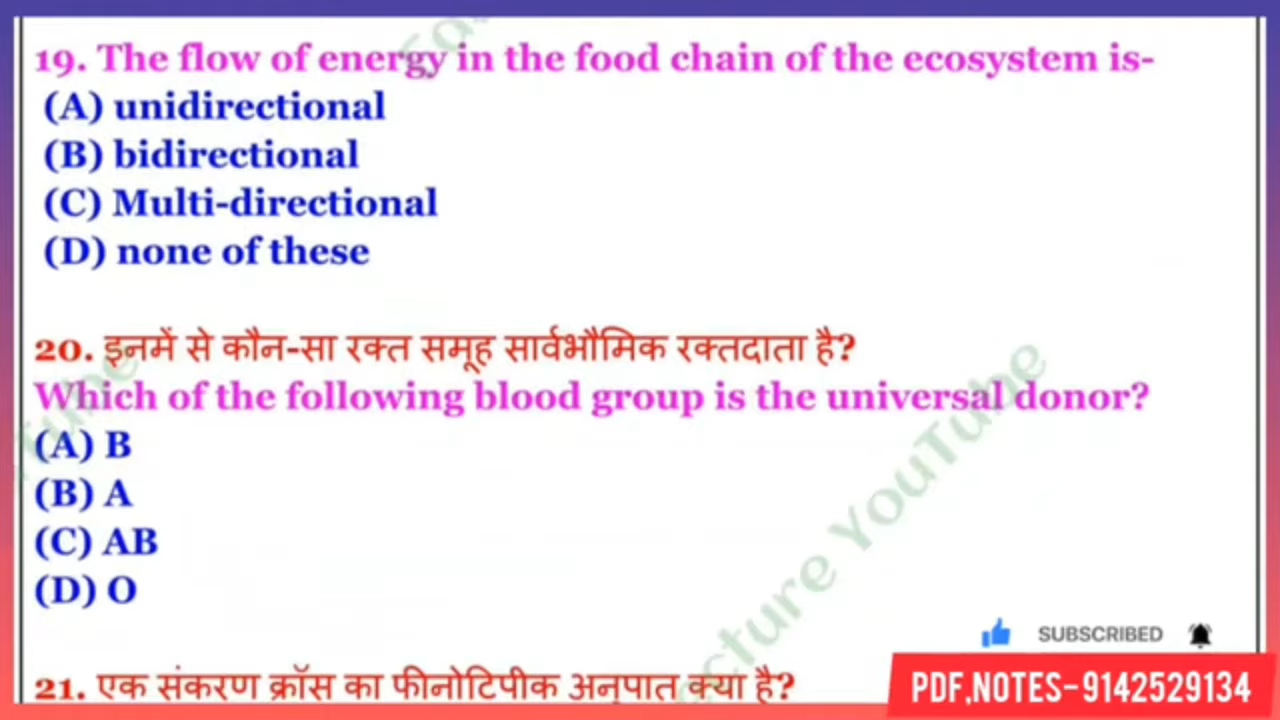 19. The flow of energy in the food chain of the ecosystem is-
(A) unidirectional
(B) bidirectional
(C) Multi-directional
(D) none of these
20. इनमें से कौन-सा रक्त समूह सार्वभौमिक रक्तदाता है?
Which of the following blood group is the universal donor?
(A) B
(B) A
(C) AB
(D) O
SUBSCRIBED
21. एक संकरण क्रॉस का फीनोटिपीक अनुपात क्या है?
PDF,NOTES-9142529134
YouTube